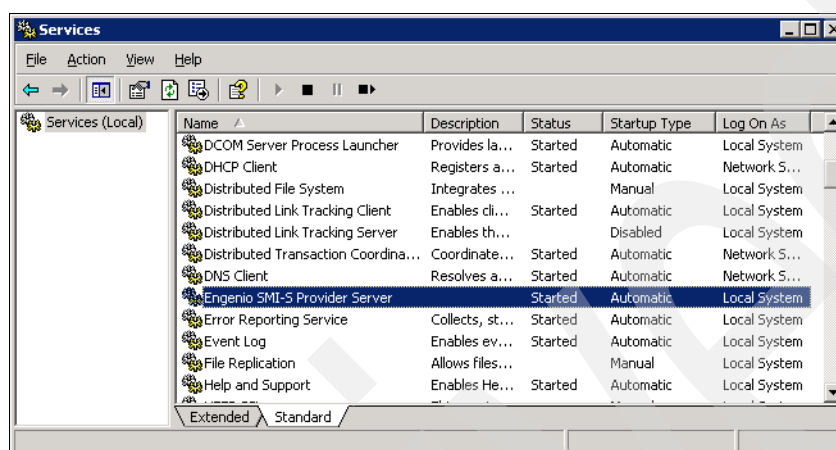 Services
File Action View Help
Services (Local)
Name Description Status Startup Type Log On As
DCOM Server Process Launcher Provides la... Started Automatic Local System
DHCP Client Registers a... Started Automatic Network S...
Distributed File System Integrates ... Manual Local System
Distributed Link Tracking Client Enables cli... Started Automatic Local System
Distributed Link Tracking Server Enables th... Disabled Local System
Distributed Transaction Coordina... Coordinate... Started Automatic Network S...
DNS Client Resolves a... Started Automatic Network S...
Engenio SMI-S Provider Server Started Automatic Local System
Error Reporting Service Collects, st... Started Automatic Local System
Event Log Enables ev... Started Automatic Local System
File Replication Allows files... Manual Local System
Help and Support Enables He... Started Automatic Local System
Extended Standard